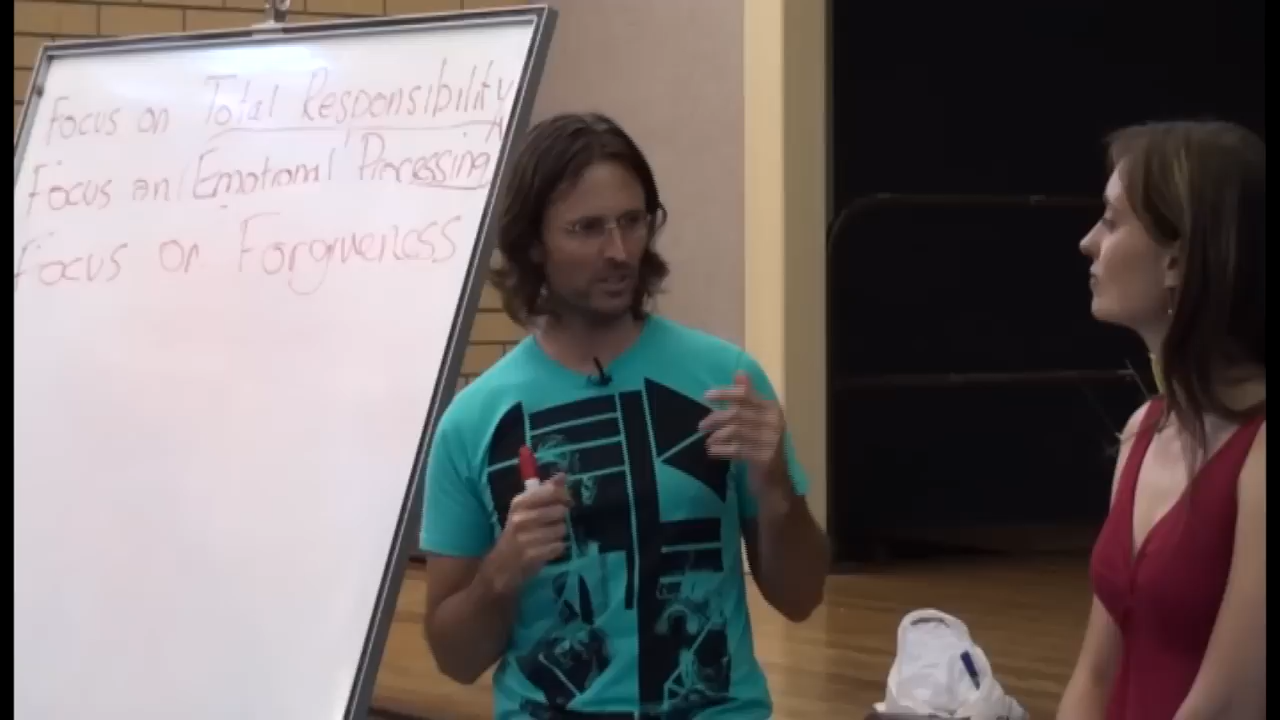 Focus on Total Responsibility
Focus on Emotional Processing
Focus on Forgiveness